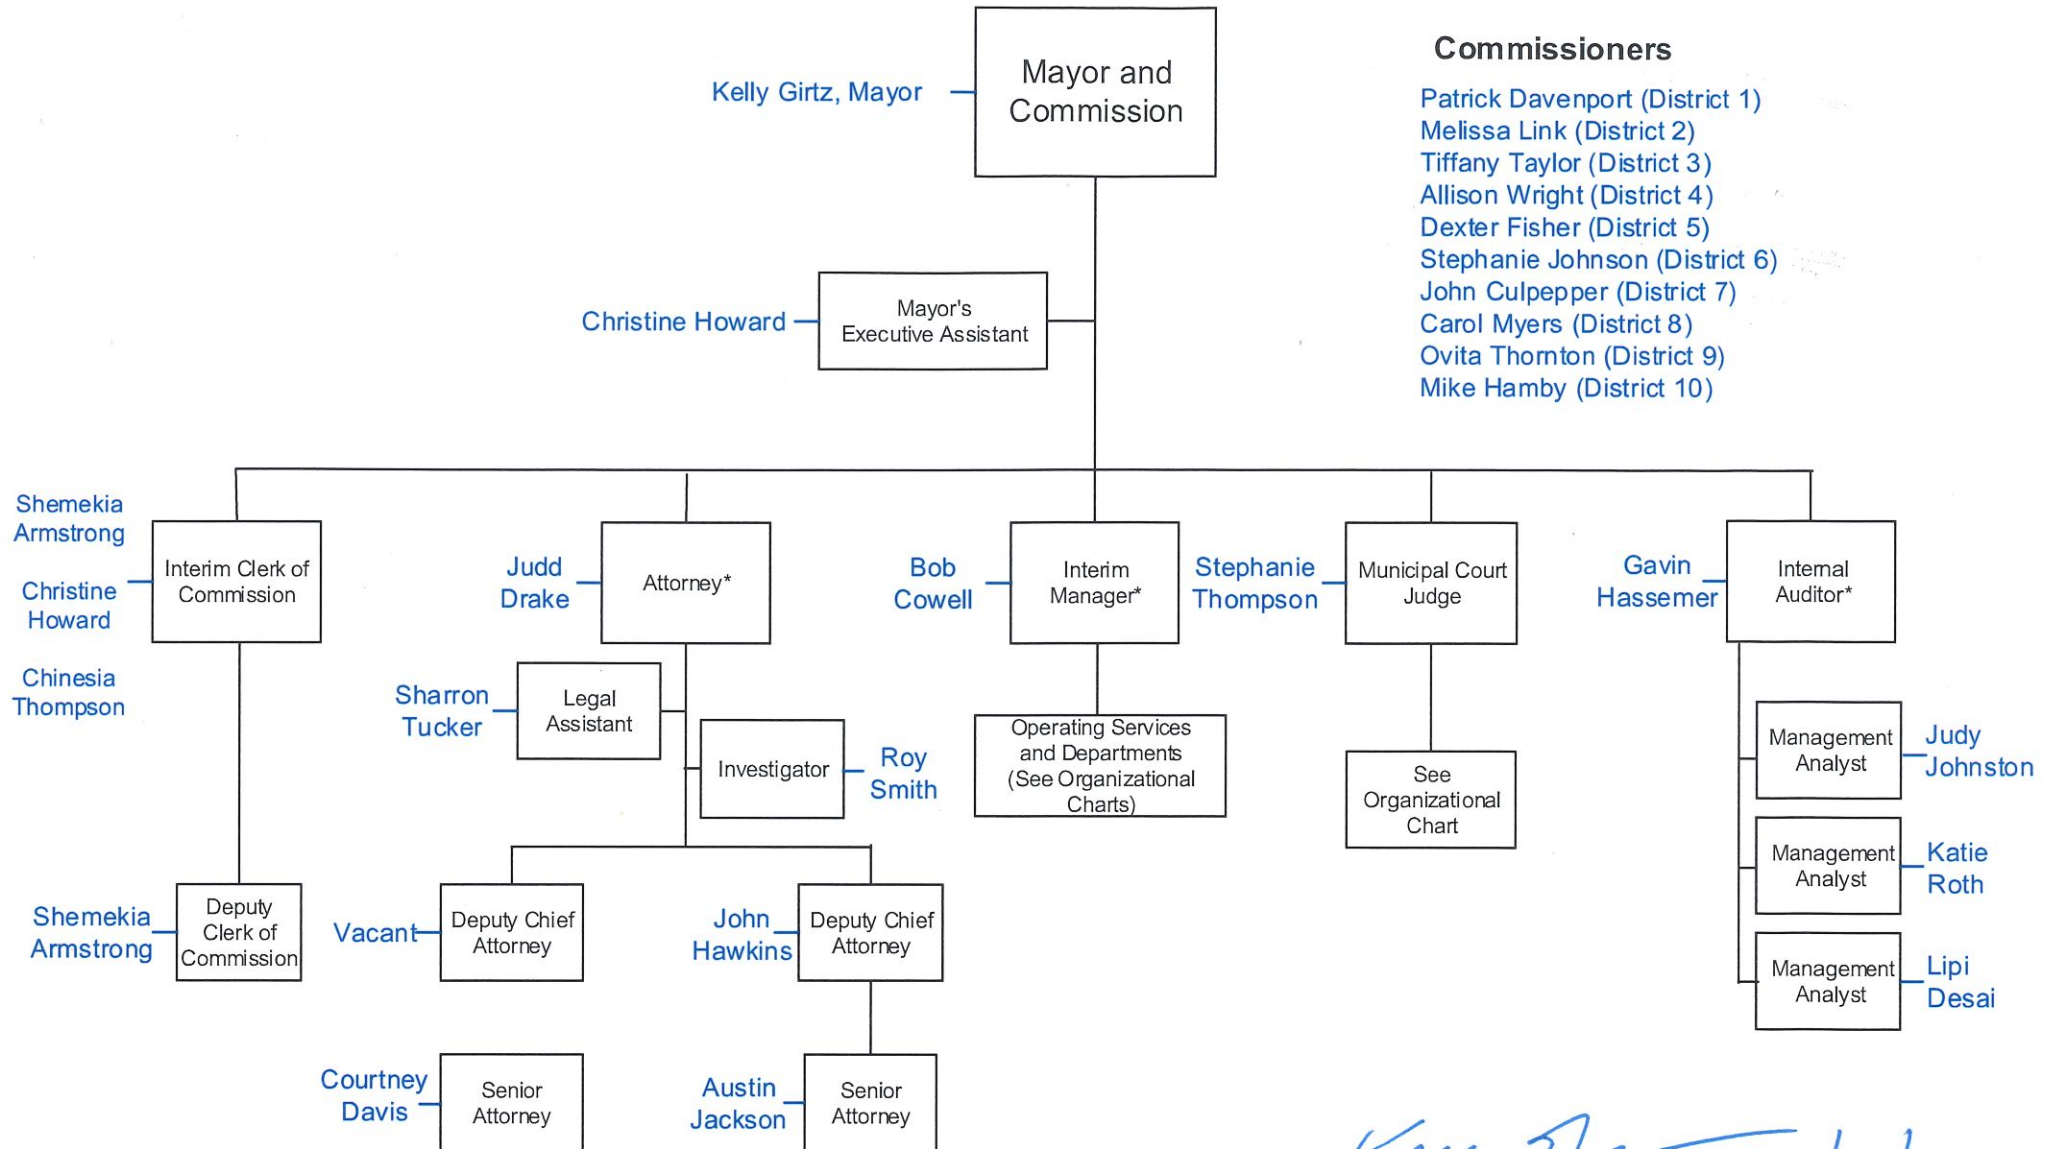 Mayor and
Commission
Kelly Girtz, Mayor
Commissioners
Patrick Davenport (District 1)
Melissa Link (District 2)
Tiffany Taylor (District 3)
Allison Wright (District 4)
Dexter Fisher (District 5)
Stephanie Johnson (District 6)
John Culpepper (District 7)
Carol Myers (District 8)
Ovita Thornton (District 9)
Mike Hamby (District 10)
Christine Howard
Mayor's
Executive Assistant
Shemekia
Armstrong
Christine
Howard
Chinesia
Thompson
Interim Clerk of
Commission
Judd
Drake
Attorney*
Bob
Cowell
Interim
Manager*
Stephanie
Thompson
Municipal Court
Judge
Gavin
Hassemer
Internal
Auditor*
Sharron
Tucker
Legal
Assistant
Investigator
Roy
Smith
Operating Services
and Departments
(See Organizational
Charts)
See
Organizational
Chart
Management
Analyst
Judy
Johnston
Management
Analyst
Katie
Roth
Management
Analyst
Lipi
Desai
Shemekia
Armstrong
Deputy
Clerk of
Commission
Vacant
Deputy Chief
Attorney
John
Hawkins
Deputy Chief
Attorney
Courtney
Davis
Senior
Attorney
Austin
Jackson
Senior
Attorney